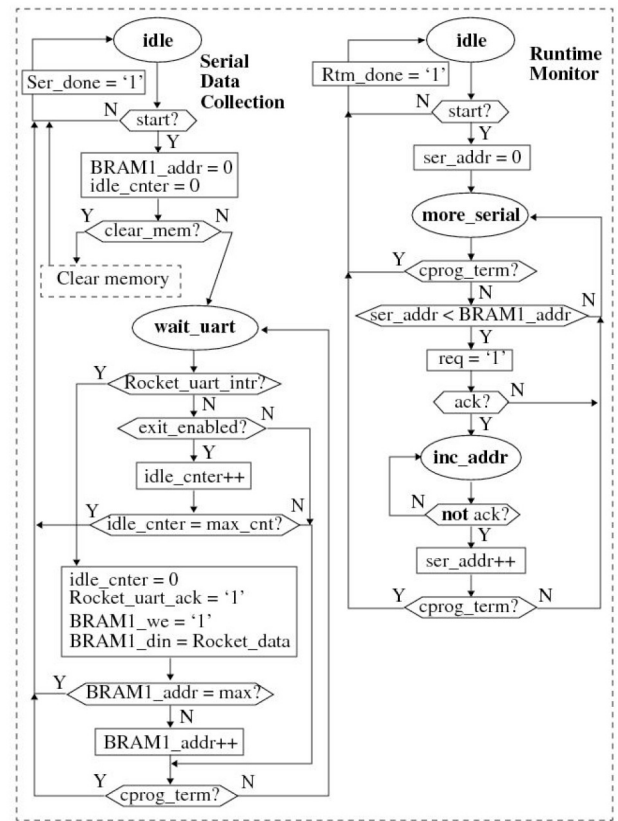 idle
Serial
Data
Collection
Ser_done = ‘1’
N
start?
Y
BRAM1_addr = 0
idle_cnter = 0
Y
N
clear_mem?
Clear memory
wait_uart
Y
Rocket_uart_intr?
N
N
exit_enabled?
Y
idle_cnter++
Y
N
idle_cnter = max_cnt?
idle_cnter = 0
Rocket_uart_ack = ‘1’
BRAM1_we = ‘1’
BRAM1_din = Rocket_data
Y
BRAM1_addr = max?
N
BRAM1_addr++
Y
N
cprog_term?
idle
Runtime
Monitor
Rtm_done = ‘1’
N
start?
Y
ser_addr = 0
more_serial
Y
cprog_term?
N
N
ser_addr < BRAM1_addr
Y
req = ‘1’
N
ack?
Y
inc_addr
N
not ack?
Y
ser_addr++
Y
N
cprog_term?